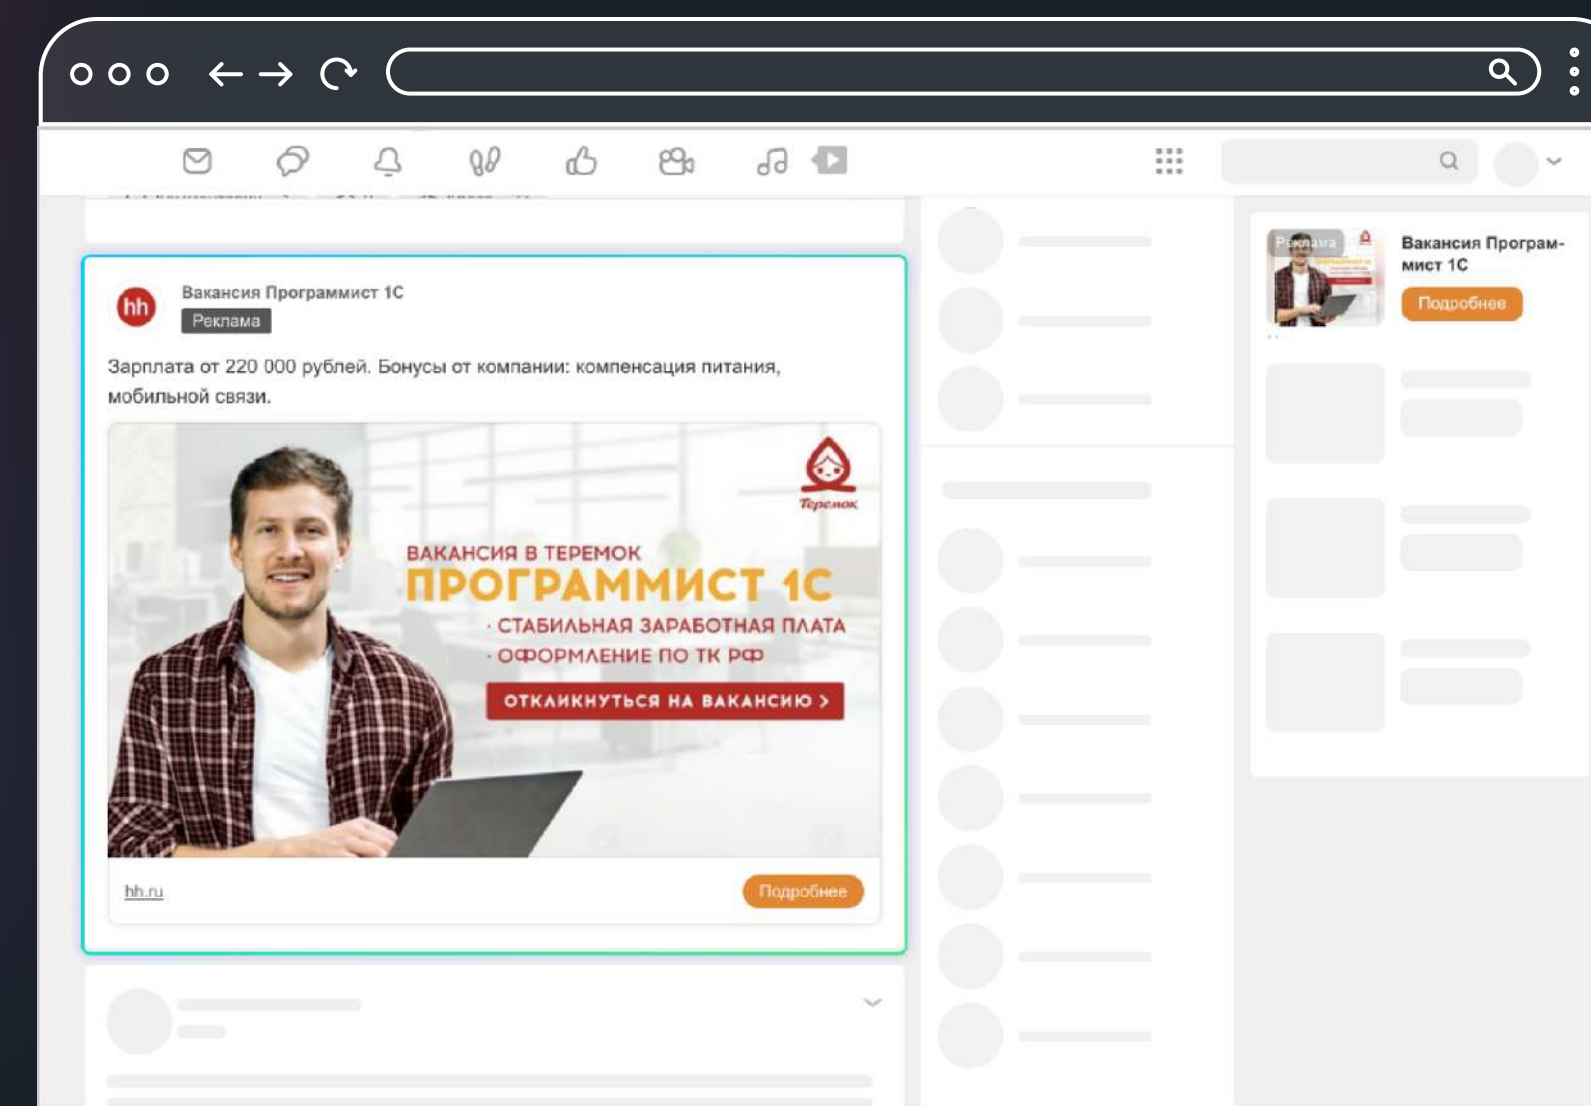 hh
Вакансия Программист 1С
Реклама
Зарплата от 220 000 рублей. Бонусы от компании: компенсация питания,
мобильной связи.
Теремок
ВАКАНСИЯ В ТЕРЕМОК
ПРОГРАММИСТ 1С
· СТАБИЛЬНАЯ ЗАРАБОТНАЯ ПЛАТА
· ОФОРМЛЕНИЕ ПО ТК РФ
ОТКЛИКНУТЬСЯ НА ВАКАНСИЮ >
hh.ru
Подробнее
Реклама
Вакансия Програм-
мист 1С
Подробнее